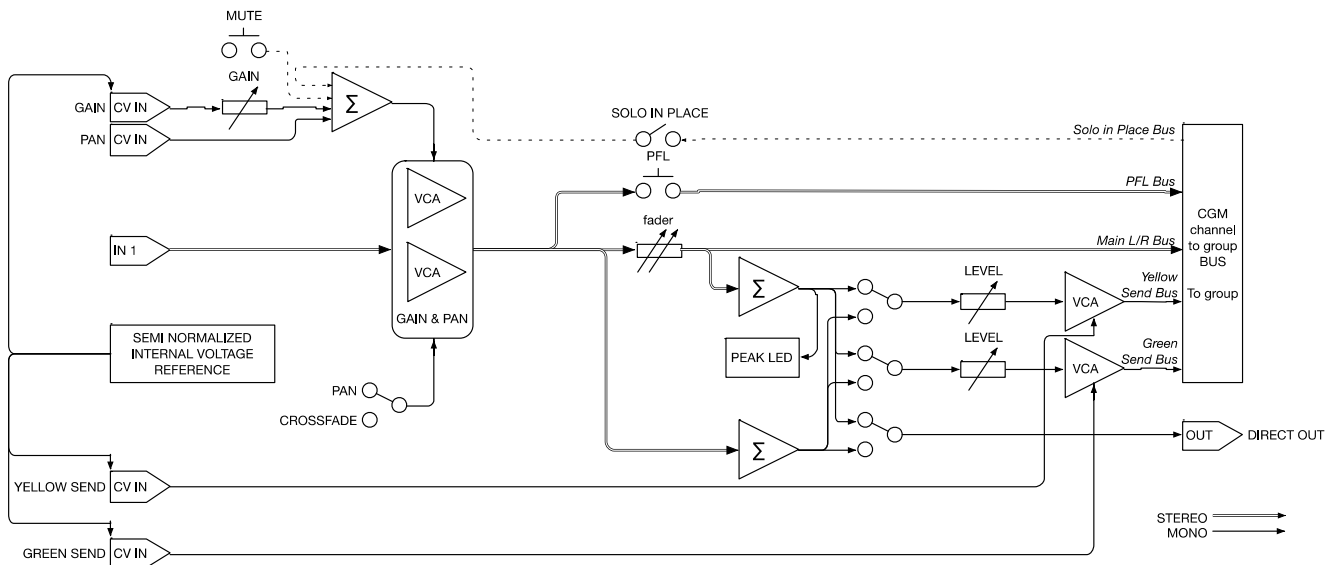 MUTE
GAIN
GAIN CV IN
Σ
PAN CV IN
SOLO IN PLACE
Solo in Place Bus
PFL
PFL Bus
VCA
CGM
channel
to group
BUS
To group
fader
Main L/R Bus
IN 1
VCA
GAIN & PAN
Σ
LEVEL
VCA
Yellow
Send Bus
SEMI NORMALIZED
INTERNAL VOLTAGE
REFERENCE
PEAK LED
LEVEL
VCA
Green
Send Bus
PAN
CROSSFADE
Σ
OUT DIRECT OUT
YELLOW SEND CV IN
STEREO
MONO
GREEN SEND CV IN